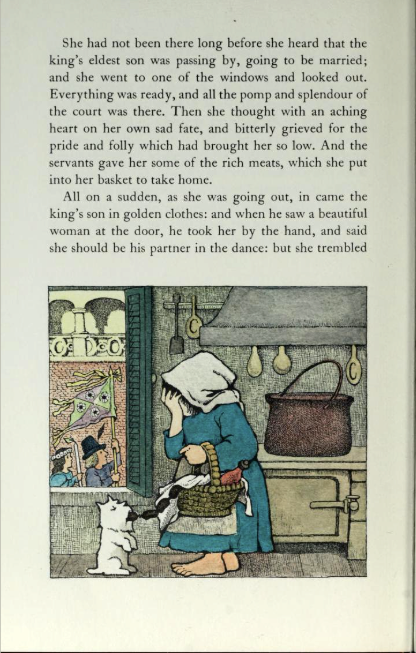 She had not been there long before she heard that the
king's eldest son was passing by, going to be married;
and she went to one of the windows and looked out.
Everything was ready, and all the pomp and splendour of
the court was there. Then she thought with an aching
heart on her own sad fate, and bitterly grieved for the
pride and folly which had brought her so low. And the
servants gave her some of the rich meats, which she put
into her basket to take home.
All on a sudden, as she was going out, in came the
king's son in golden clothes: and when he saw a beautiful
woman at the door, he took her by the hand, and said
she should be his partner in the dance: but she trembled